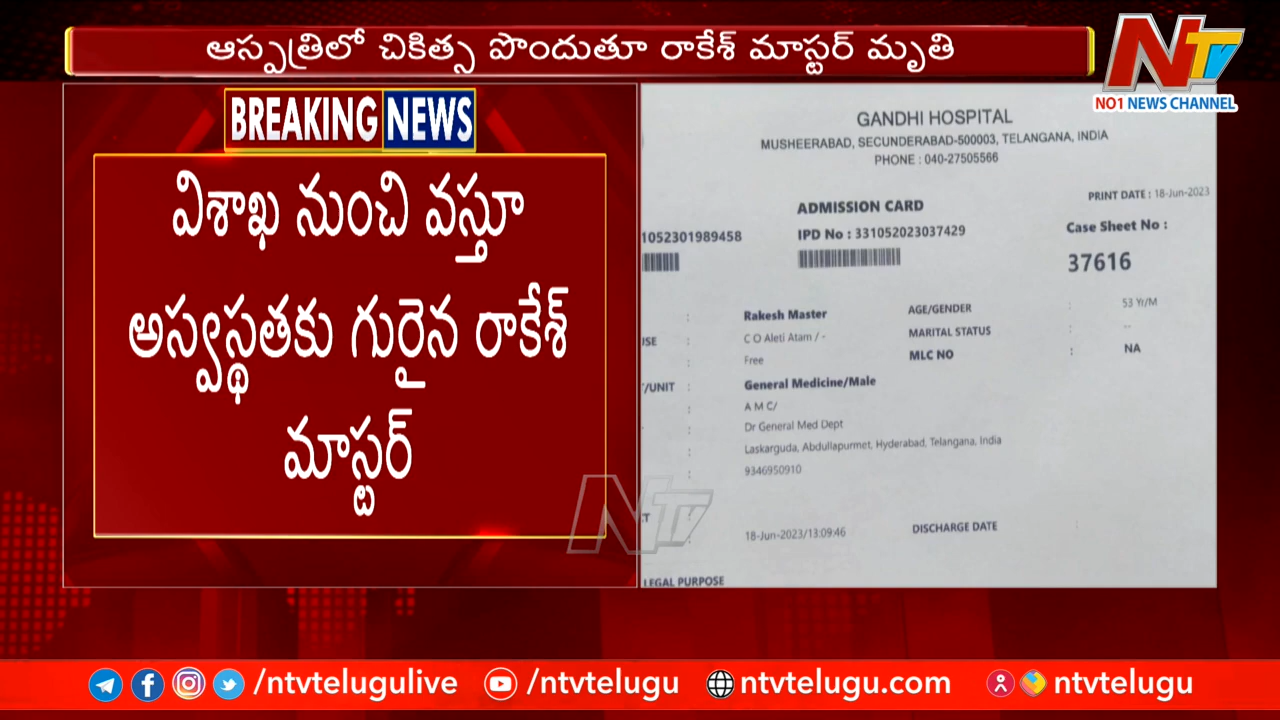 ఆస్పత్రిలో చికిత్స పొందుతూ రాకేశ్ మాస్టర్ మృతి
NTV
NO1 NEWS CHANNEL
BREAKING NEWS
విశాఖ నుంచి వస్తూ
అస్వస్థతకు గురైన రాకేశ్
మాస్టర్
GANDHI HOSPITAL
MUSHEERABAD, SECUNDERABAD-500003, TELANGANA, INDIA
PHONE : 040-27505566
PRINT DATE : 18-Jun-2023
ADMISSION CARD
1052301989458 IPD No : 331052023037429 Case Sheet No :
37616
: Rakesh Master AGE/GENDER : 53 Yr/M
ISE : C O Aleti Atam / - MARITAL STATUS : --
: Free MLC NO : NA
/UNIT : General Medicine/Male
: A M C/
: Dr General Med Dept
: Laskarguda, Abdullapurmet, Hyderabad, Telangana, India
: 9346950910
NTV
T :
: 18-Jun-2023/13:09:46 DISCHARGE DATE
LEGAL PURPOSE
/ntvtelugulive /ntvtelugu ntvtelugu.com ntvtelugu